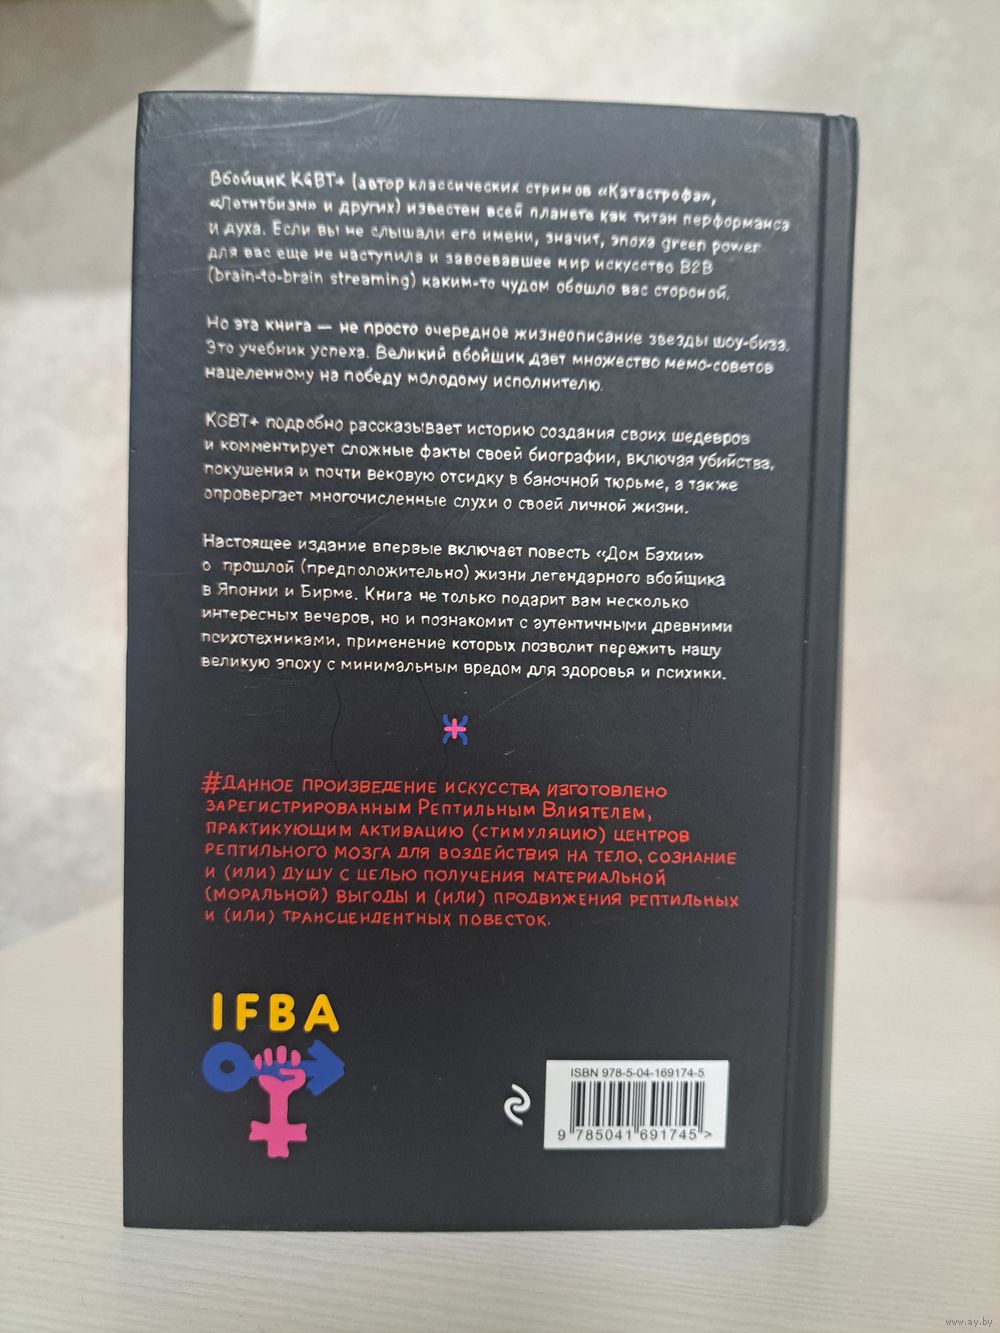 Вбойщик KGBT+ (автор классических стримов «Катастрофа»,
«Летитбизм» и других) известен всей планете как титан перформанса
и духа. Если вы не слышали его имени, значит, эпоха green power
для вас еще не наступила и завоевавшее мир искусство B2B
(brain-to-brain streaming) каким-то чудом обошло вас стороной.
Но эта книга — не просто очередное жизнеописание звезды шоу-биза.
Это учебник успеха. Великий вбойщик дает множество мемо-советов
нацеленному на победу молодому исполнителю.
KGBT+ подробно рассказывает историю создания своих шедевров
и комментирует сложные факты своей биографии, включая убийства,
покушения и почти вековую отсидку в баночной тюрьме, а также
опровергает многочисленные слухи о своей личной жизни.
Настоящее издание впервые включает повесть «Дом Бахии»
о прошлой (предположительно) жизни легендарного вбойщика
в Японии и Бирме. Книга не только подарит вам несколько
интересных вечеров, но и познакомит с аутентичными древними
психотехниками, применение которых позволит пережить нашу
великую эпоху с минимальным вредом для здоровья и психики.
#Данное произведение искусства изготовлено
зарегистрированным Рептильным Влиятелем,
практикующим активацию (стимуляцию) центров
рептильного мозга для воздействия на тело, сознание
и (или) душу с целью получения материальной
(моральной) выгоды и (или) продвижения рептильных
и (или) трансцендентных повесток.
IFBA
ISBN 978-5-04-169174-5
9 785041 691745 >
www.ay.by